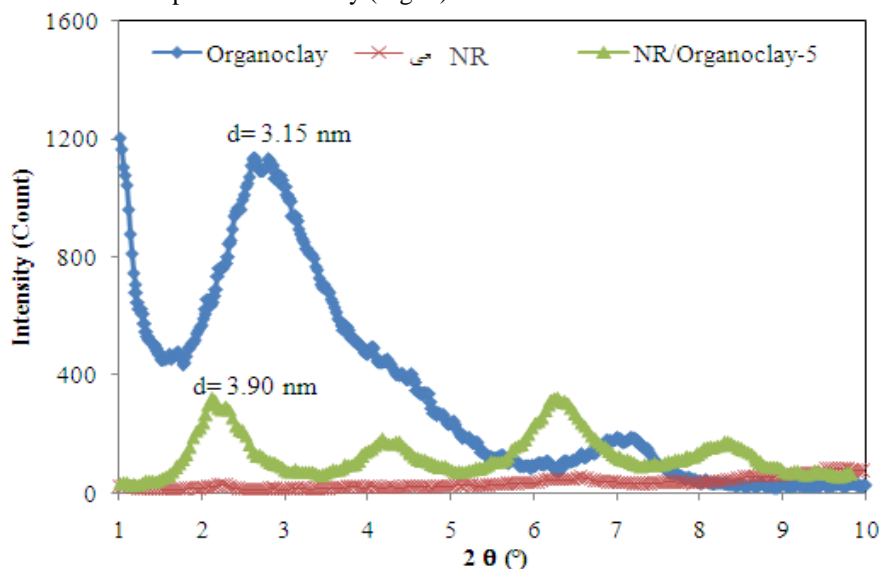 1600
Organoclay NR NR/Organoclay-5
d= 3.15 nm
1200
800
400
d= 3.90 nm
0
Intensity (Count)
1 2 3 4 5 6 7 8 9 10
2 θ (°)